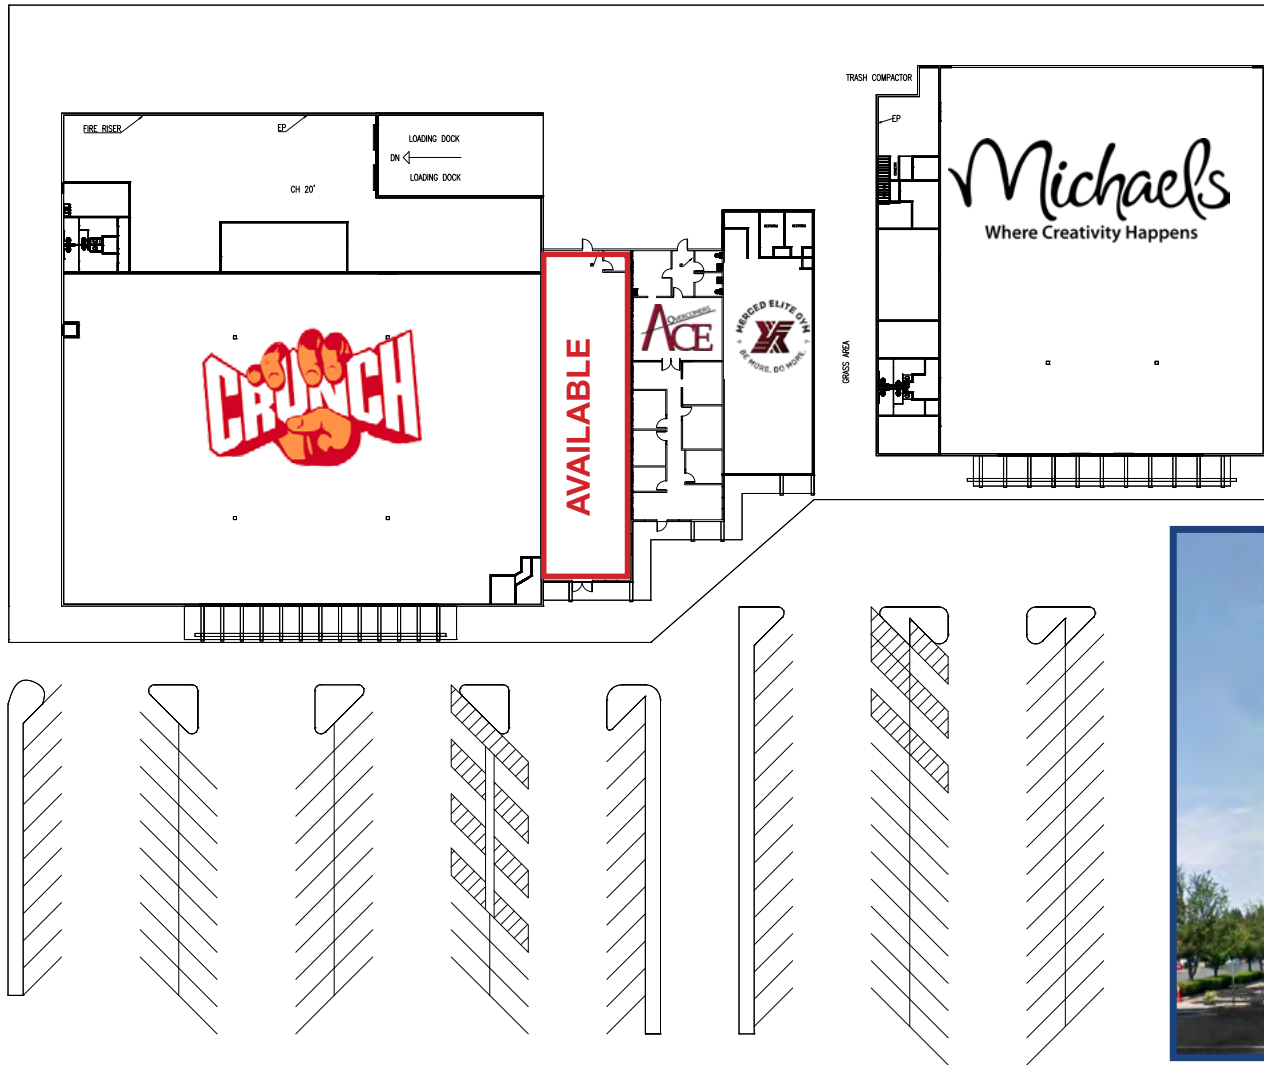 TRASH COMPACTOR
EP
FIRE RISER
EP
LOADING DOCK
DN
LOADING DOCK
CH 20'
Michaels
Where Creativity Happens
OVERCOMERS
ACE
MERCED ELITE GYM
BE MORE. DO MORE.
GRASS AREA
CRUNCH
AVAILABLE